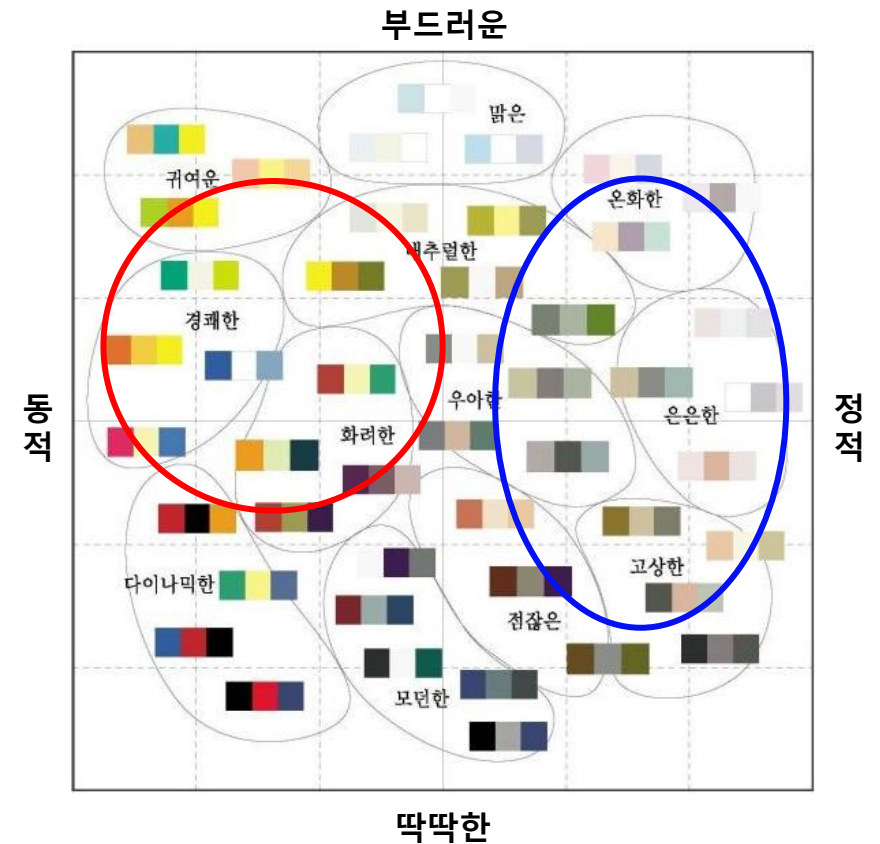 부드러운
맑은
귀여운
온화한
내추럴한
경쾌한
동적
우아한
은은한
정적
화려한
고상한
다이나믹한
점잖은
모던한
딱딱한